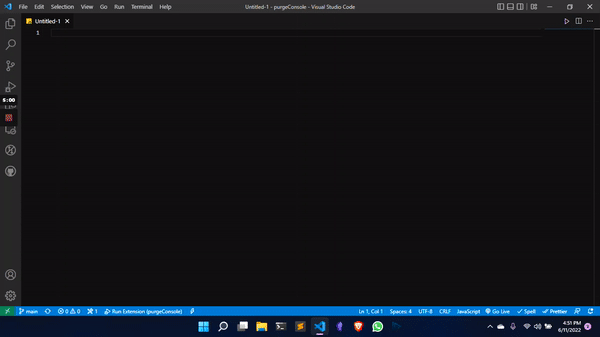 File Edit Selection View Go Run Terminal Help
Untitled-1 - purgeConsole - Visual Studio Code
Untitled-1
1
5:00
main
0 0
1
Run Extension (purgeConsole)
Ln 1, Col 1 Spaces: 4 UTF-8 CRLF JavaScript Go Live Spell Prettier
4:51 PM
6/11/2022